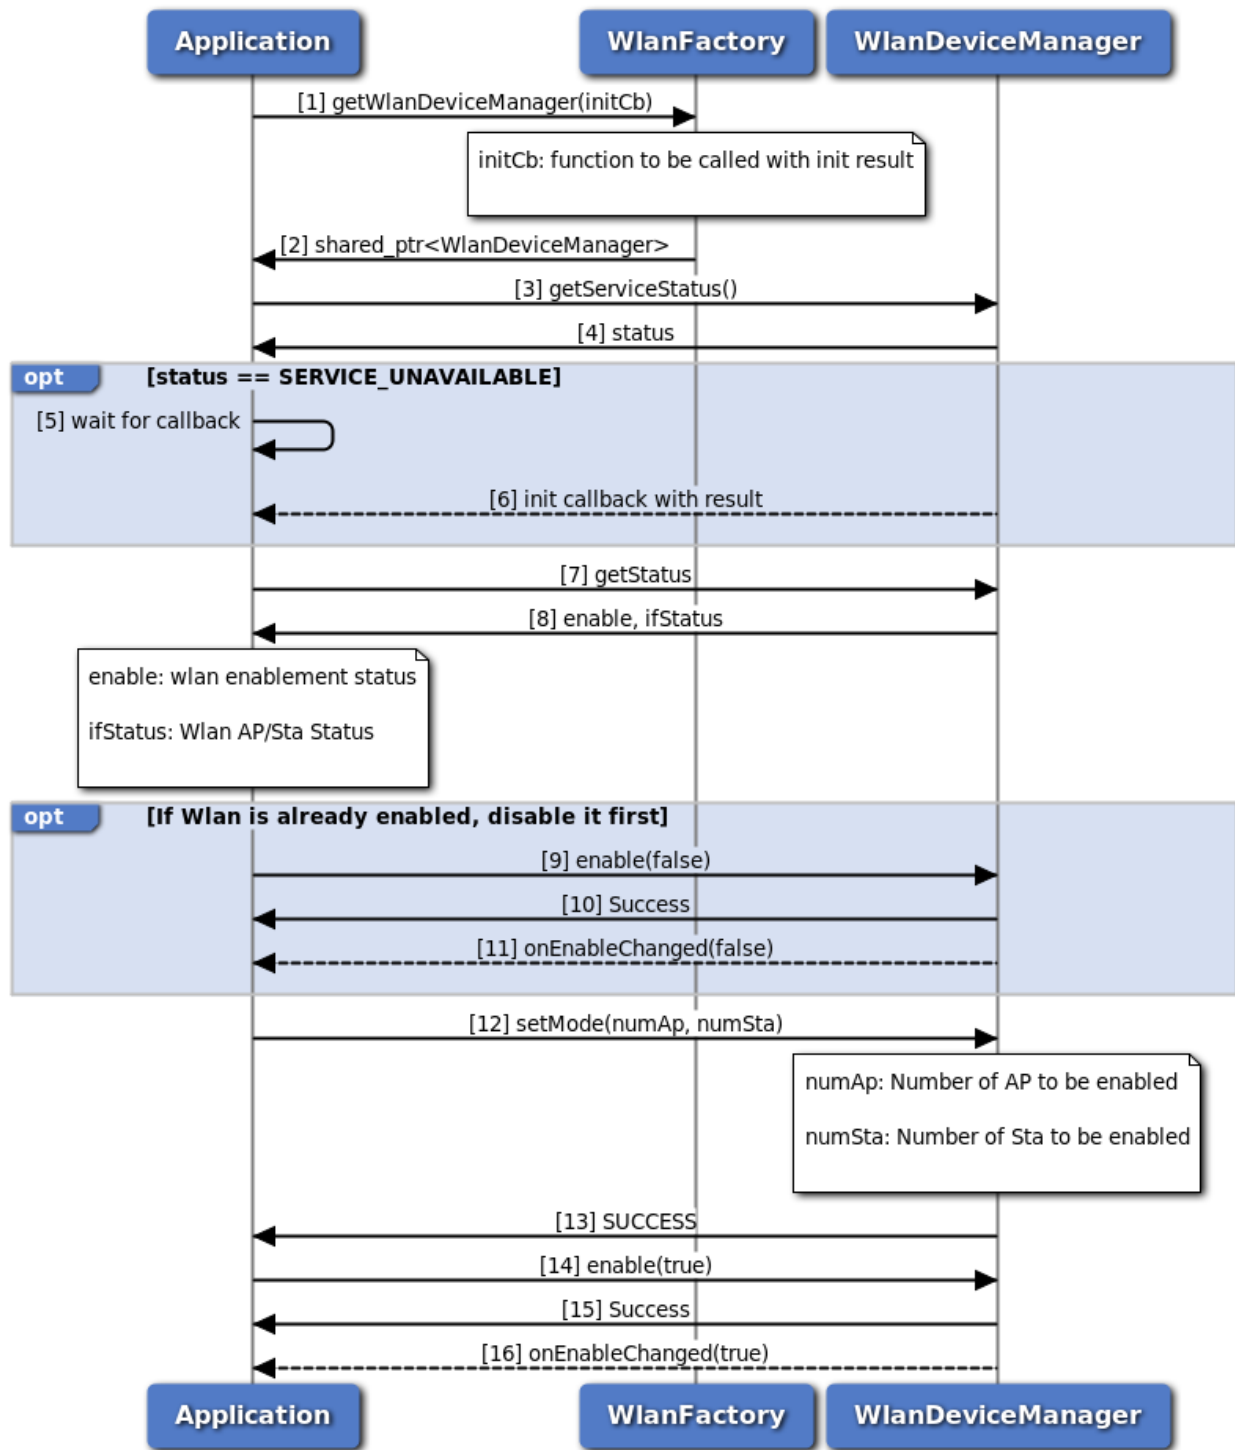 Application
WlanFactory
WlanDeviceManager
[1] getWlanDeviceManager(initCb)
initCb: function to be called with init result
[2] shared_ptr<WlanDeviceManager>
[3] getServiceStatus()
[4] status
opt
[status == SERVICE_UNAVAILABLE]
[5] wait for callback
[6] init callback with result
[7] getStatus
[8] enable, ifStatus
enable: wlan enablement status
ifStatus: Wlan AP/Sta Status
opt
[If Wlan is already enabled, disable it first]
[9] enable(false)
[10] Success
[11] onEnableChanged(false)
[12] setMode(numAp, numSta)
numAp: Number of AP to be enabled
numSta: Number of Sta to be enabled
[13] SUCCESS
[14] enable(true)
[15] Success
[16] onEnableChanged(true)
Application
WlanFactory
WlanDeviceManager